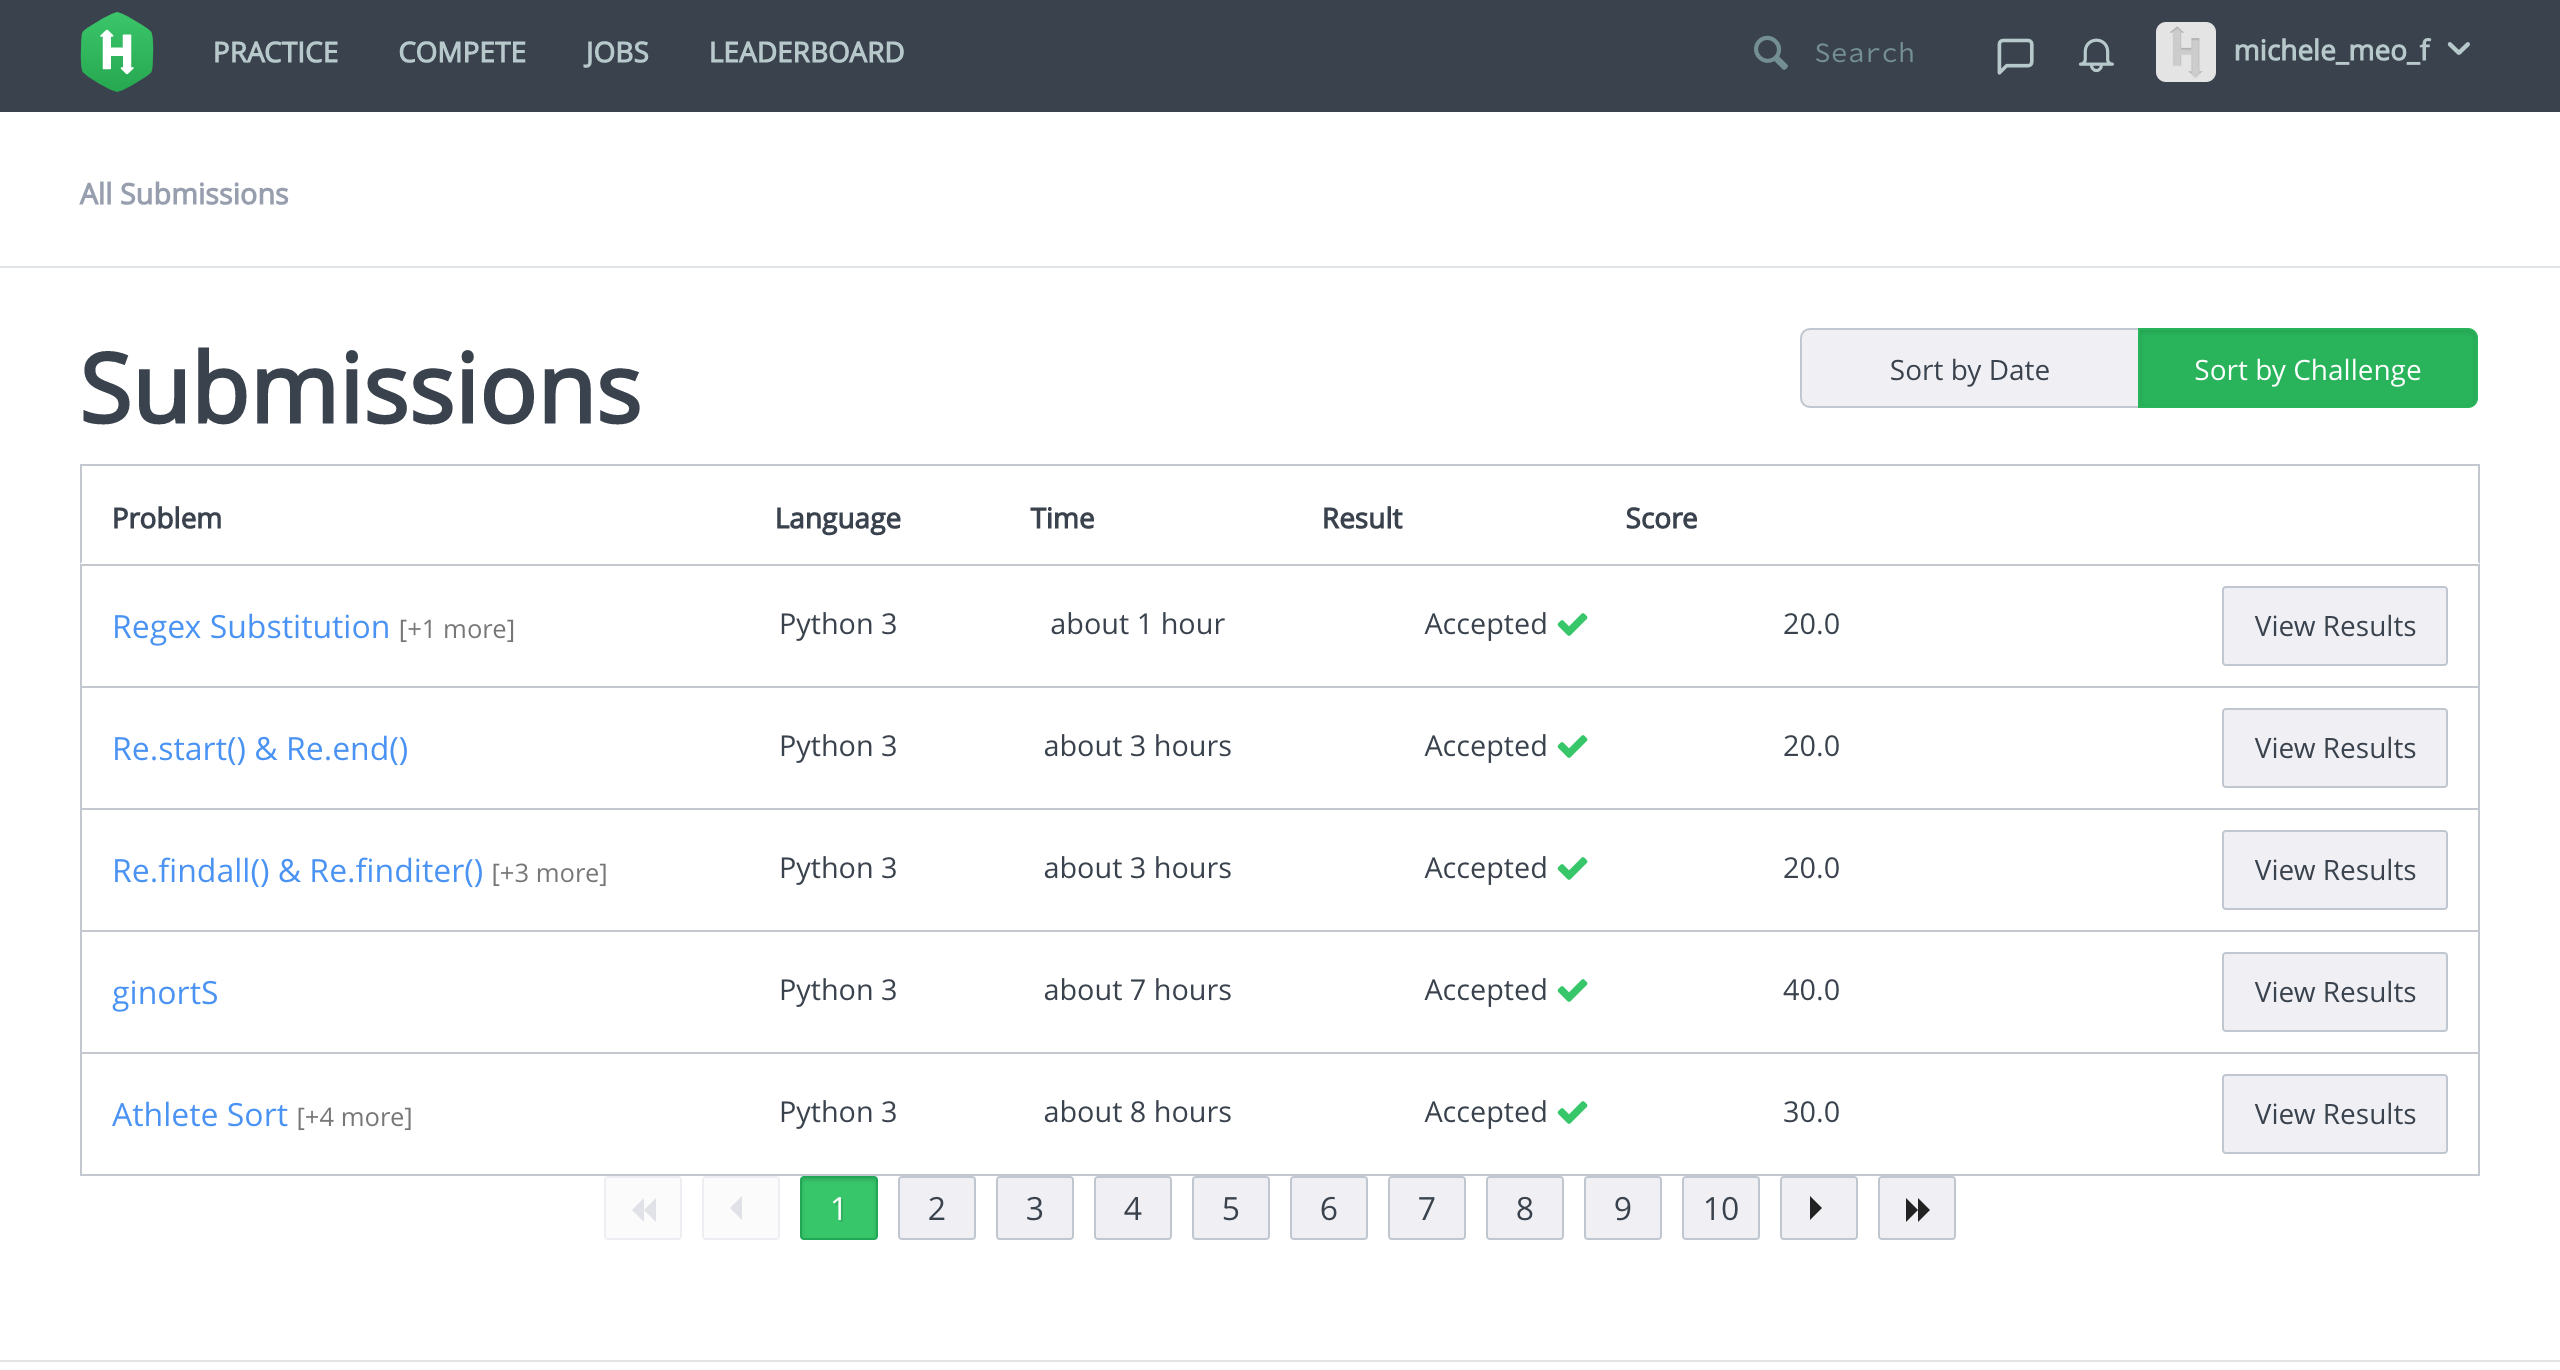 H PRACTICE COMPETE JOBS LEADERBOARD Search H michele_meo_f
All Submissions
Submissions
Sort by Date Sort by Challenge
Problem Language Time Result Score
Regex Substitution [+1 more] Python 3 about 1 hour Accepted 20.0 View Results
Re.start() & Re.end() Python 3 about 3 hours Accepted 20.0 View Results
Re.findall() & Re.finditer() [+3 more] Python 3 about 3 hours Accepted 20.0 View Results
ginortS Python 3 about 7 hours Accepted 40.0 View Results
Athlete Sort [+4 more] Python 3 about 8 hours Accepted 30.0 View Results
1 2 3 4 5 6 7 8 9 10